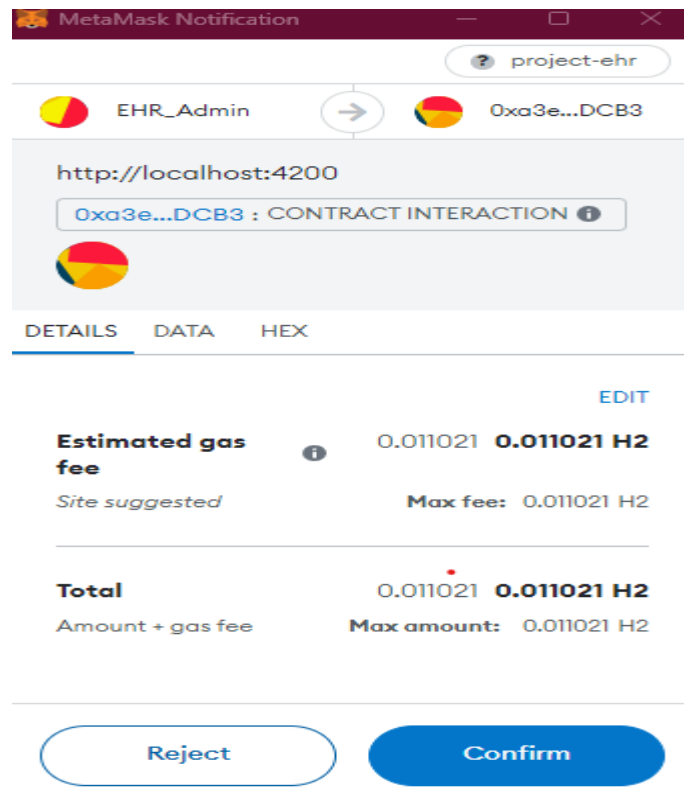 MetaMask Notification
? project-ehr
EHR_Admin 0xa3e...DCB3
http://localhost:4200
0xa3e...DCB3 : CONTRACT INTERACTION i
DETAILS DATA HEX
EDIT
Estimated gas fee i 0.011021 0.011021 H2
Site suggested Max fee: 0.011021 H2
Total 0.011021 0.011021 H2
Amount + gas fee Max amount: 0.011021 H2
Reject Confirm